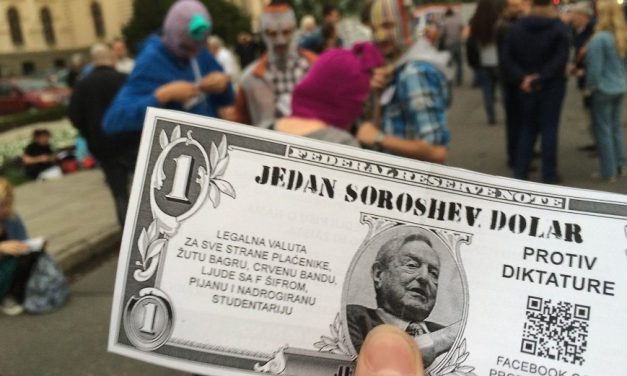 FEDERAL RESERVE NOTE
1
JEDAN SOROSHEV DOLAR
LEGALNA VALUTA
ZA SVE STRANE PLAĆENIKE,
ŽUTU BAGRU, CRVENU BANDU,
LJUDE SA F ŠIFROM,
PIJANU I NADROGIRANU
STUDENTARIJU
PROTIV
DIKTATURE
1
FACEBOOK